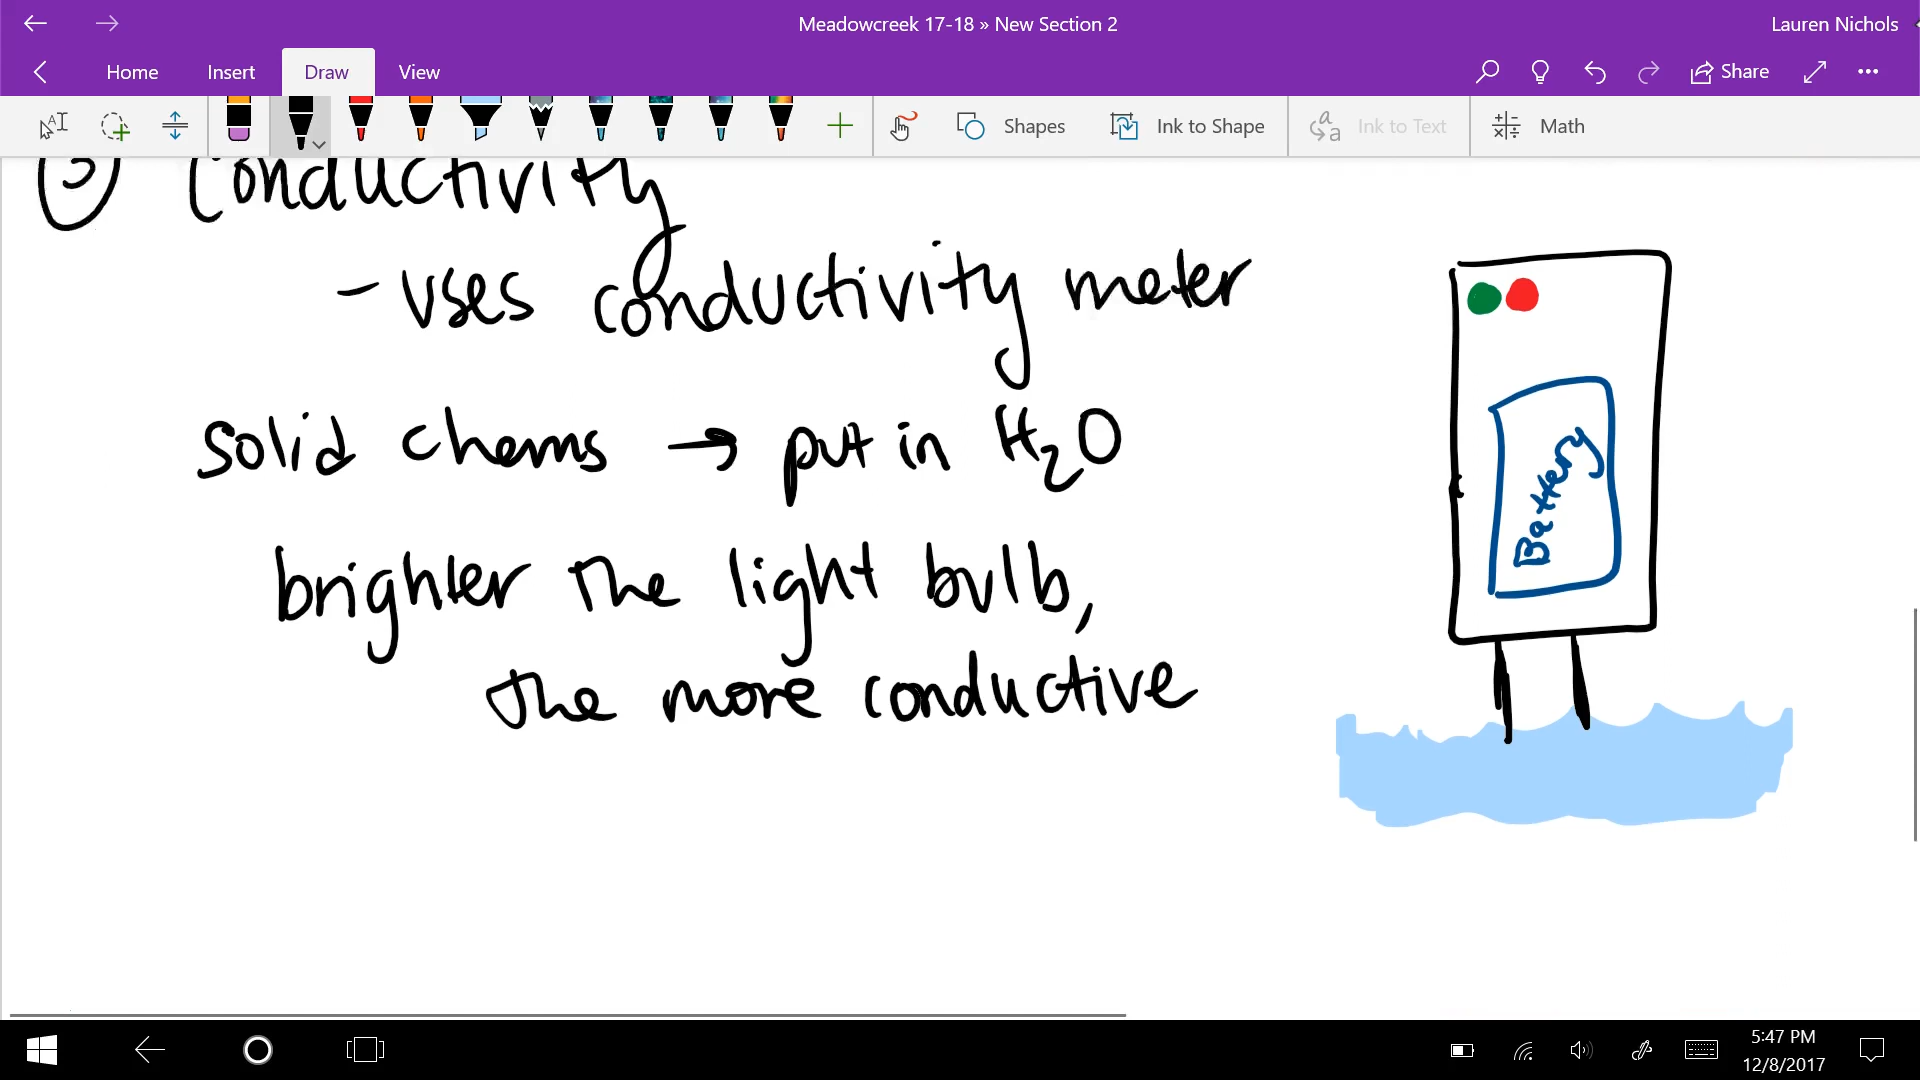 Meadowcreek 17-18 » New Section 2
Lauren Nichols
Home Insert Draw View
Share
Shapes Ink to Shape Ink to Text Math
③ Conductivity
- uses conductivity meter
solid chems → put in H₂O
brighter the light bulb,
the more conductive
Battery
5:47 PM
12/8/2017